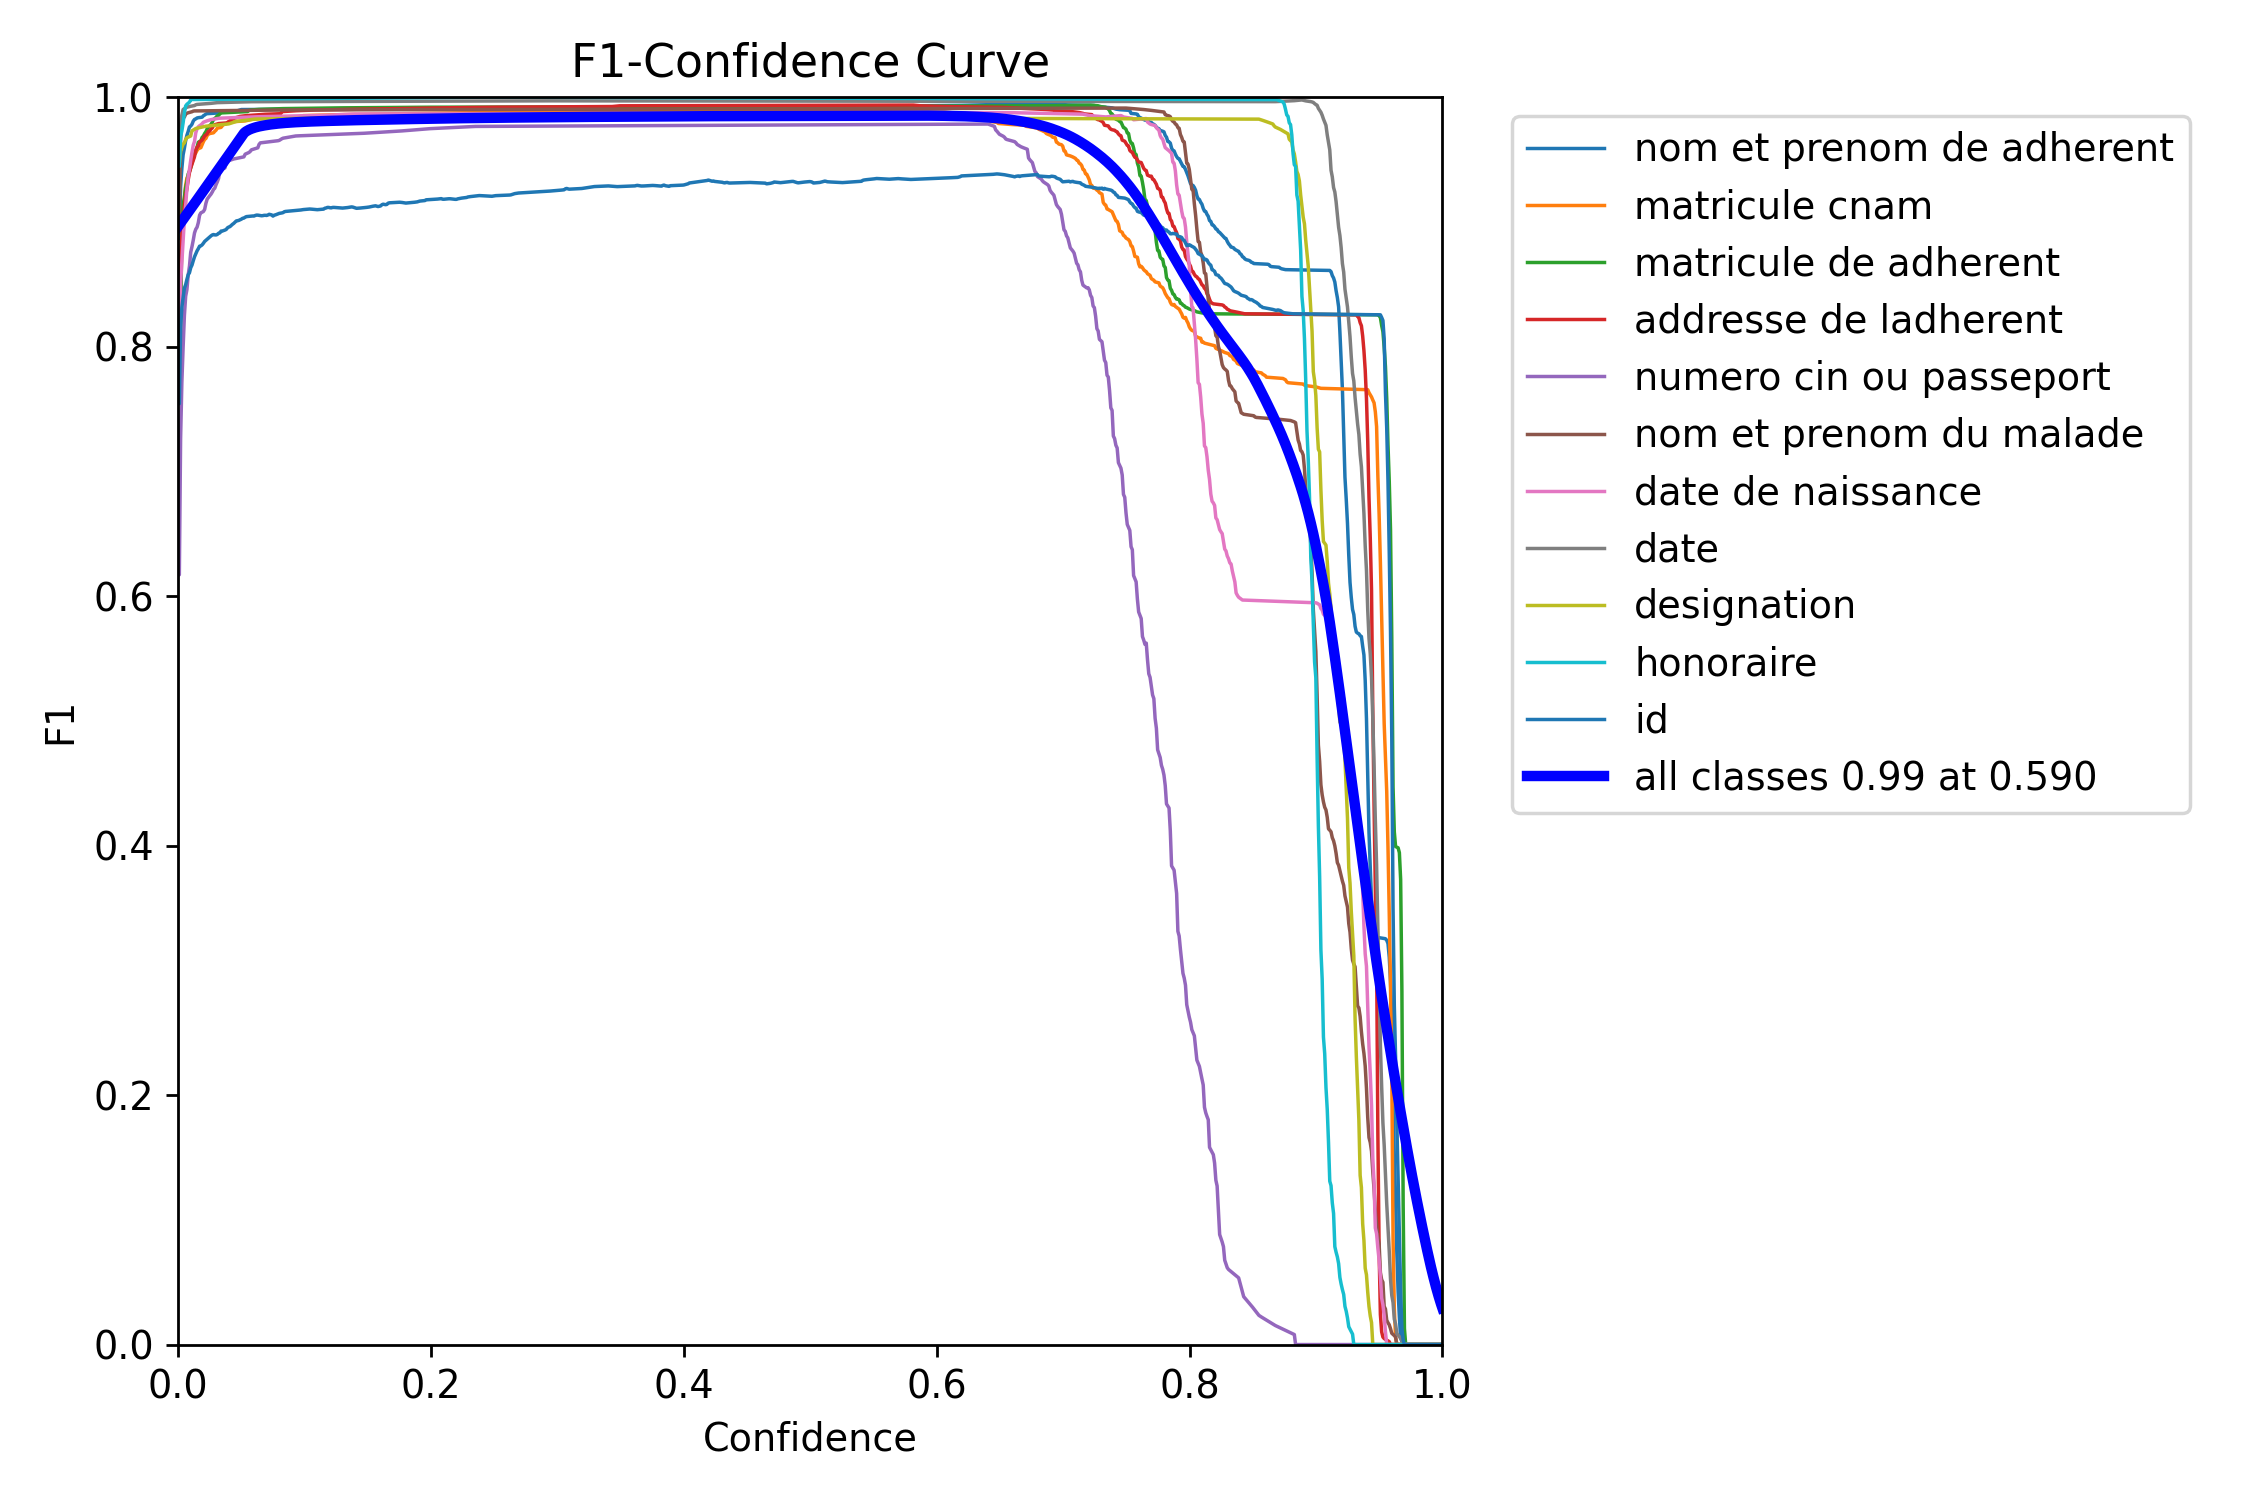 F1-Confidence Curve
1.0
0.8
0.6
0.4
0.2
0.0
F1
0.0 0.2 0.4 0.6 0.8 1.0
Confidence
nom et prenom de adherent
matricule cnam
matricule de adherent
addresse de ladherent
numero cin ou passeport
nom et prenom du malade
date de naissance
date
designation
honoraire
id
all classes 0.99 at 0.590